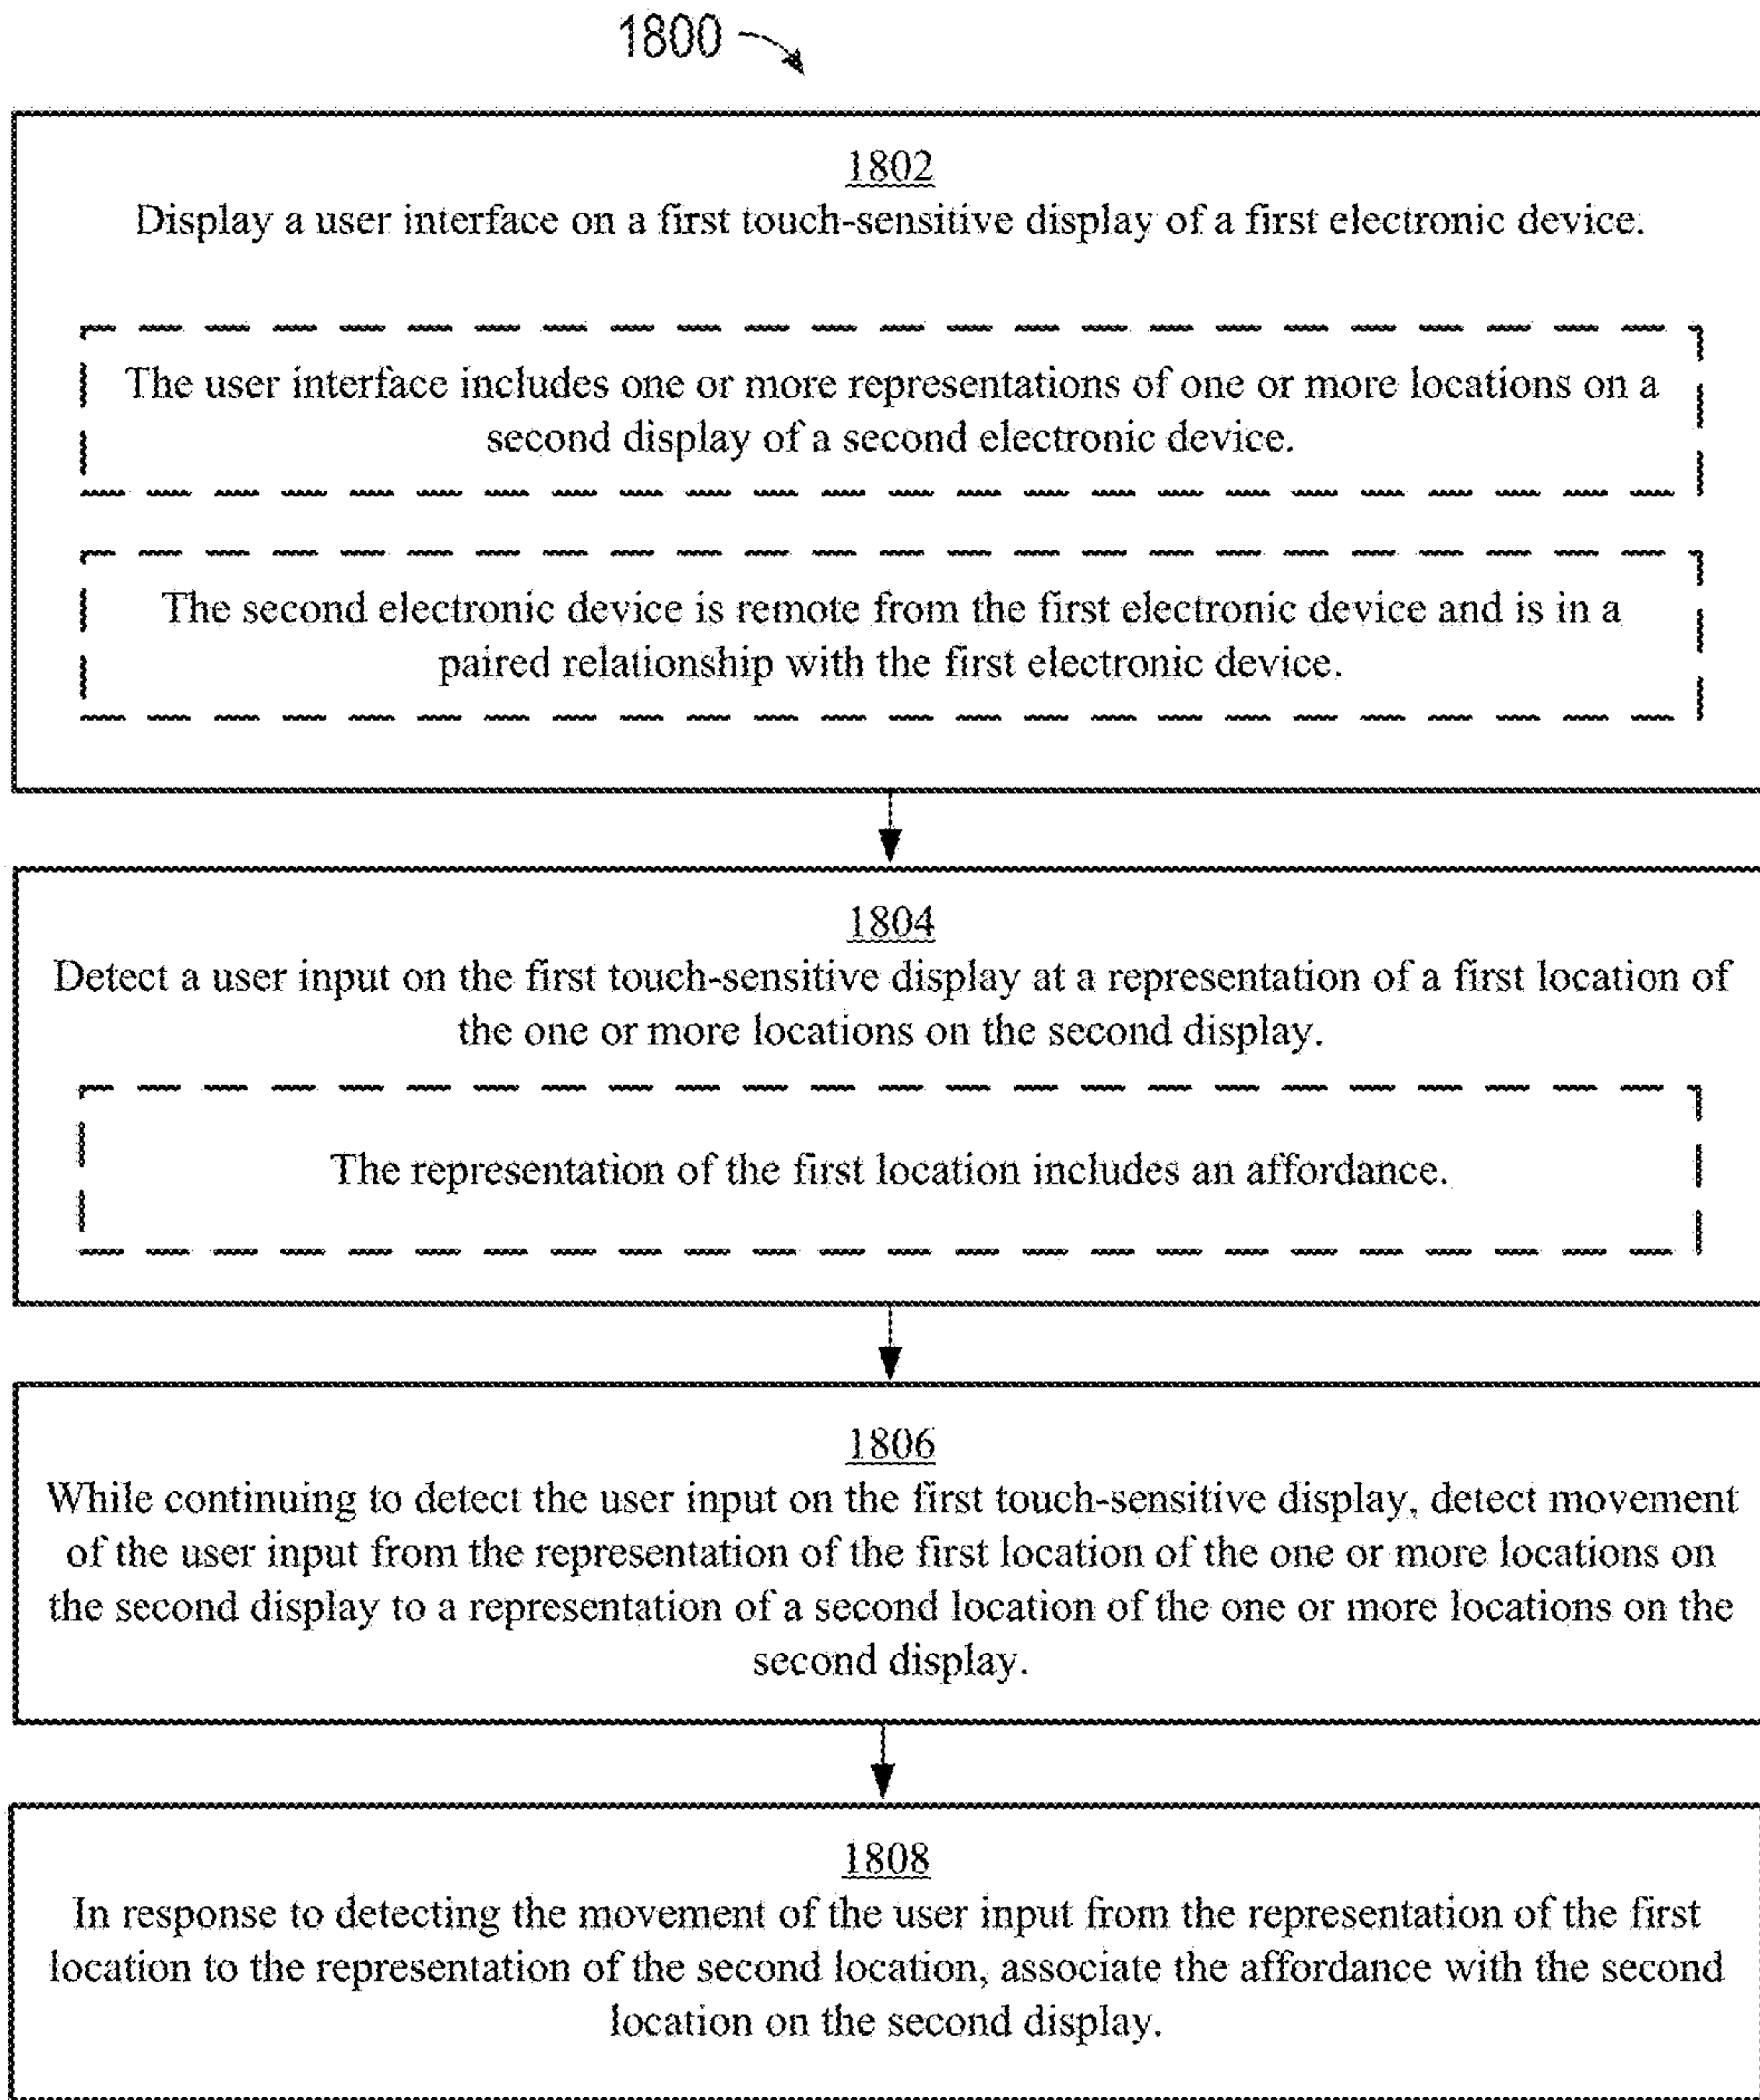 1800
1802
Display a user interface on a first touch-sensitive display of a first electronic device.
The user interface includes one or more representations of one or more locations on a
second display of a second electronic device.
The second electronic device is remote from the first electronic device and is in a
paired relationship with the first electronic device.
1804
Detect a user input on the first touch-sensitive display at a representation of a first location of
the one or more locations on the second display.
The representation of the first location includes an affordance.
1806
While continuing to detect the user input on the first touch-sensitive display, detect movement
of the user input from the representation of the first location of the one or more locations on
the second display to a representation of a second location of the one or more locations on the
second display.
1808
In response to detecting the movement of the user input from the representation of the first
location to the representation of the second location, associate the affordance with the second
location on the second display.